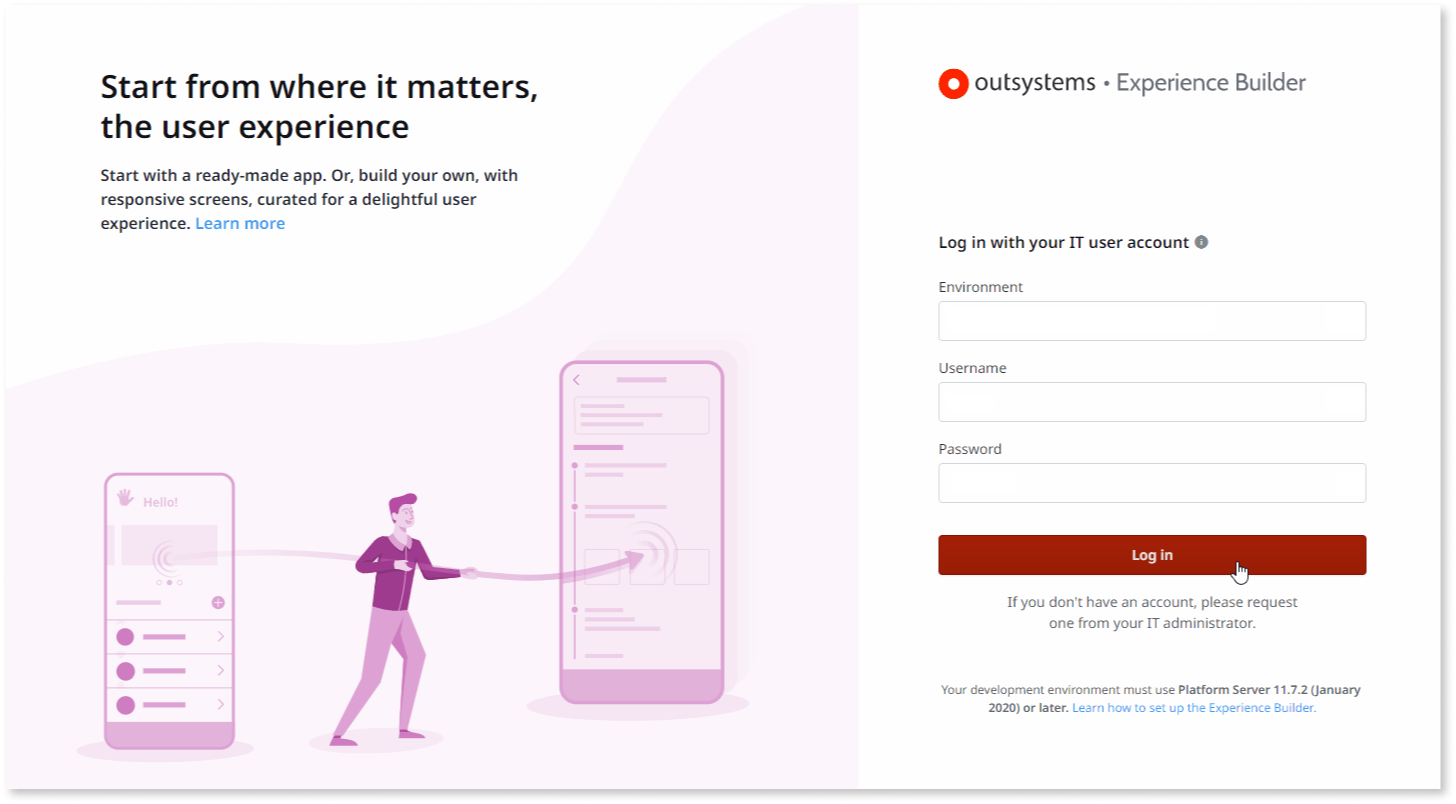 Start from where it matters,
the user experience
Start with a ready-made app. Or, build your own, with
responsive screens, curated for a delightful user
experience. Learn more
Hello!
outsystems • Experience Builder
Log in with your IT user account
Environment
Username
Password
Log in
If you don't have an account, please request
one from your IT administrator.
Your development environment must use Platform Server 11.7.2 (January
2020) or later. Learn how to set up the Experience Builder.